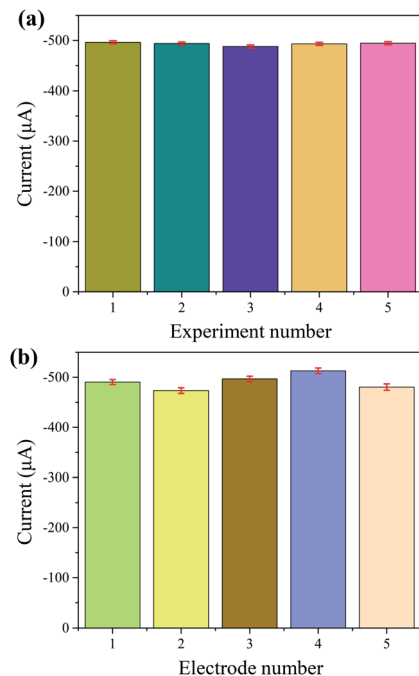 (a)
-500
-400
-300
-200
-100
0
Current (μA)
1 2 3 4 5
Experiment number
(b)
-500
-400
-300
-200
-100
0
Current (μA)
1 2 3 4 5
Electrode number